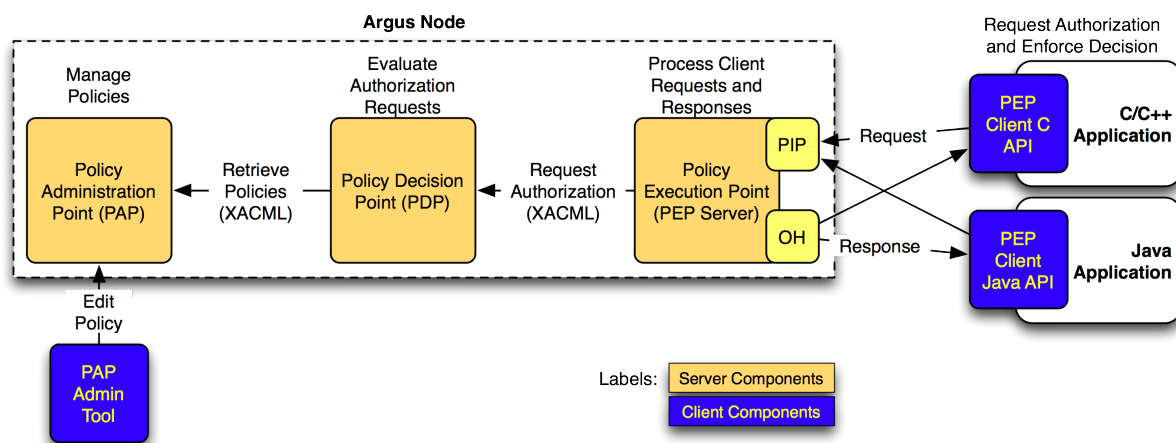 Argus Node
Request Authorization
and Enforce Decision
Manage
Policies
Evaluate
Authorization
Requests
Process Client
Requests and
Responses
Policy
Administration
Point (PAP)
Retrieve
Policies
(XACML)
Policy Decision
Point (PDP)
Request
Authorization
(XACML)
Policy
Execution Point
(PEP Server)
PIP
OH
Request
Response
PEP
Client C
API
C/C++
Application
PEP
Client
Java API
Java
Application
Edit
Policy
PAP
Admin
Tool
Labels:
Server Components
Client Components